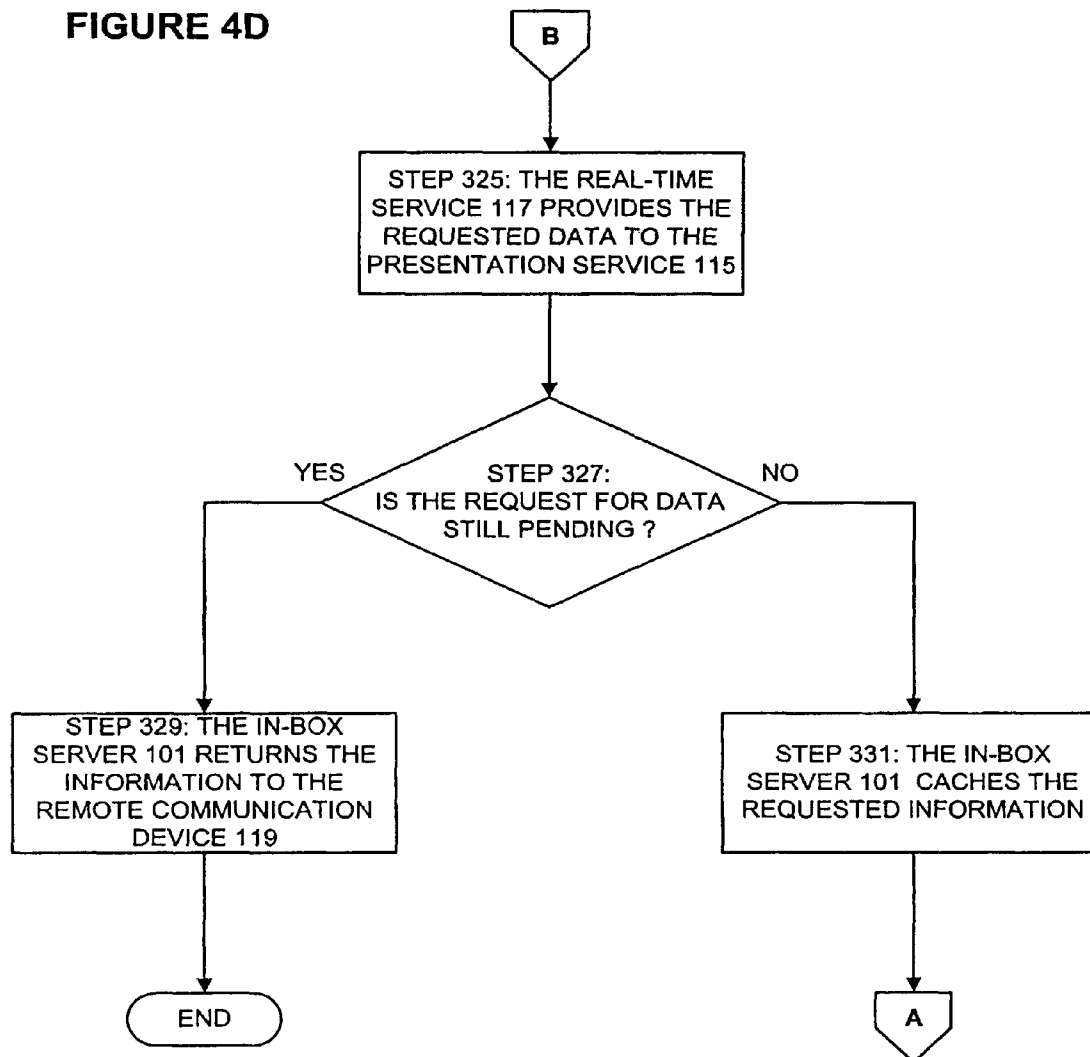 FIGURE 4D
B
STEP 325: THE REAL-TIME
SERVICE 117 PROVIDES THE
REQUESTED DATA TO THE
PRESENTATION SERVICE 115
YES
STEP 327:
IS THE REQUEST FOR DATA
STILL PENDING ?
NO
STEP 329: THE IN-BOX
SERVER 101 RETURNS THE
INFORMATION TO THE
REMOTE COMMUNICATION
DEVICE 119
STEP 331: THE IN-BOX
SERVER 101 CACHES THE
REQUESTED INFORMATION
END
A